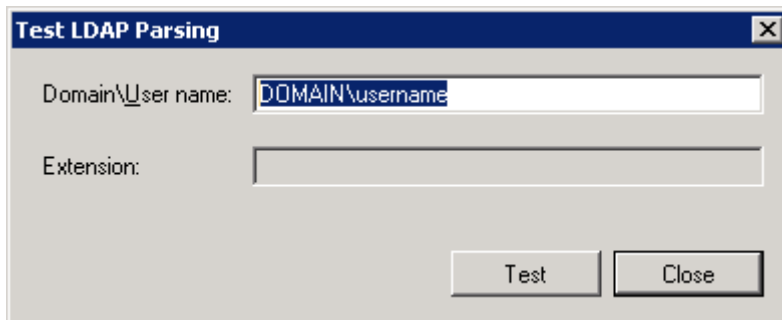 Test LDAP Parsing
Domain\User name: DOMAIN\username
Extension:
Test Close